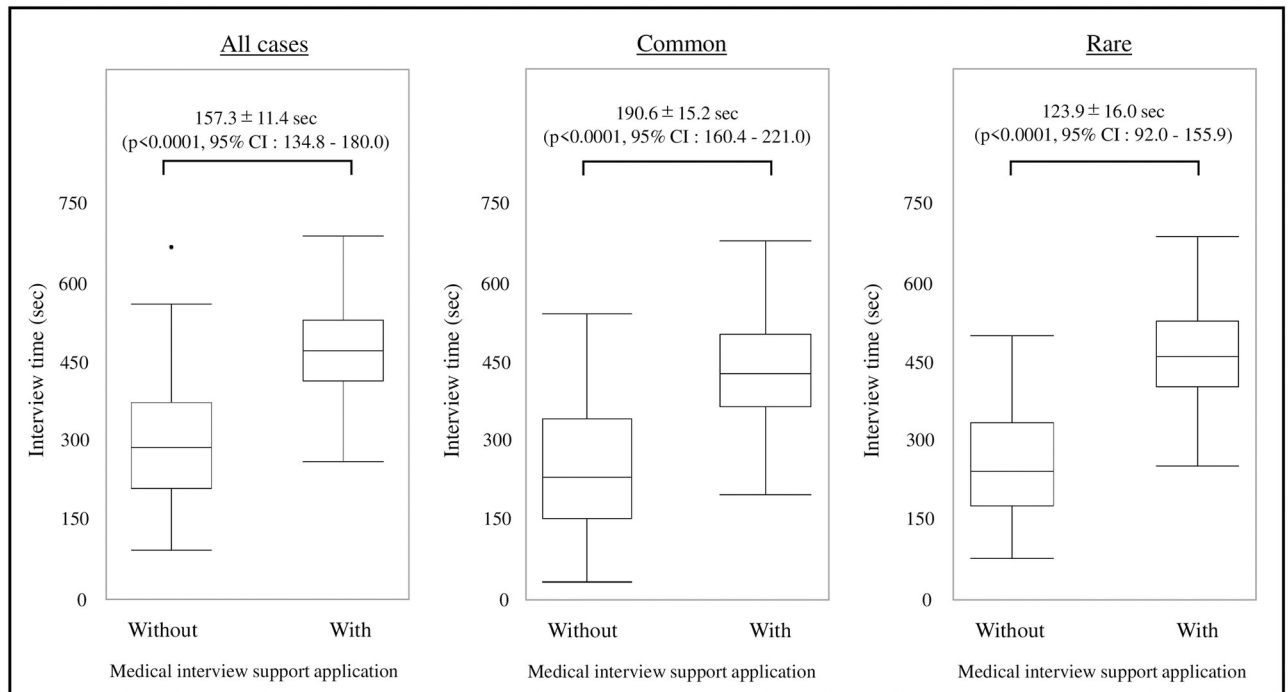 All cases
157.3 ± 11.4 sec
(p<0.0001, 95% CI : 134.8 - 180.0)
750
600
450
300
150
0
Interview time (sec)
Without
With
Medical interview support application
Common
190.6 ± 15.2 sec
(p<0.0001, 95% CI : 160.4 - 221.0)
750
600
450
300
150
0
Interview time (sec)
Without
With
Medical interview support application
Rare
123.9 ± 16.0 sec
(p<0.0001, 95% CI : 92.0 - 155.9)
750
600
450
300
150
0
Interview time (sec)
Without
With
Medical interview support application